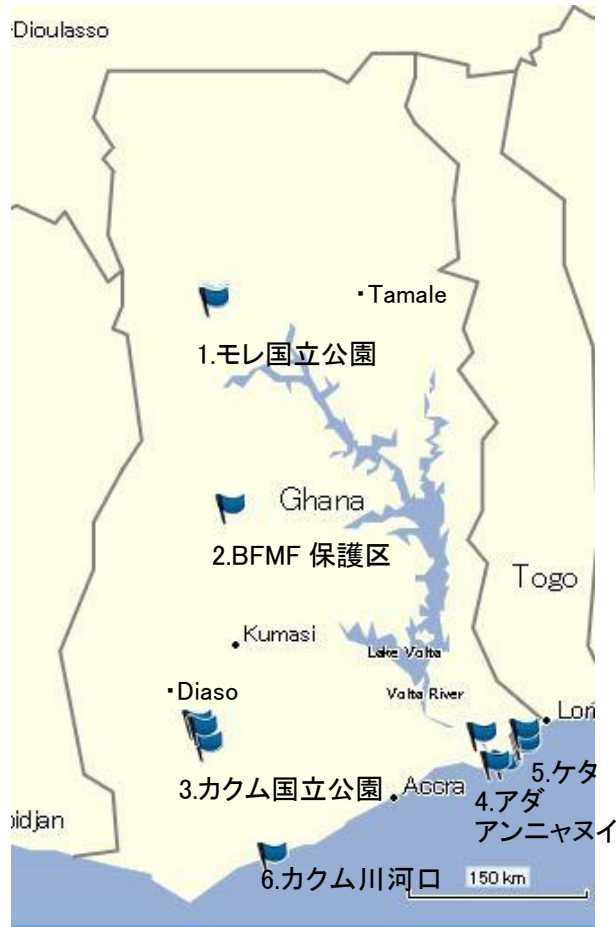 -Dioulasso
・Tamale
1.モレ国立公園
Ghana
2.BFMF 保護区
Togo
Kumasi
Lake Volta
・Diaso
Volta River
Lon
5.ケタ
3.カクム国立公園
Accra
4.アダ
アンニャヌイ
oidjan
6.カクム川河口
150 km